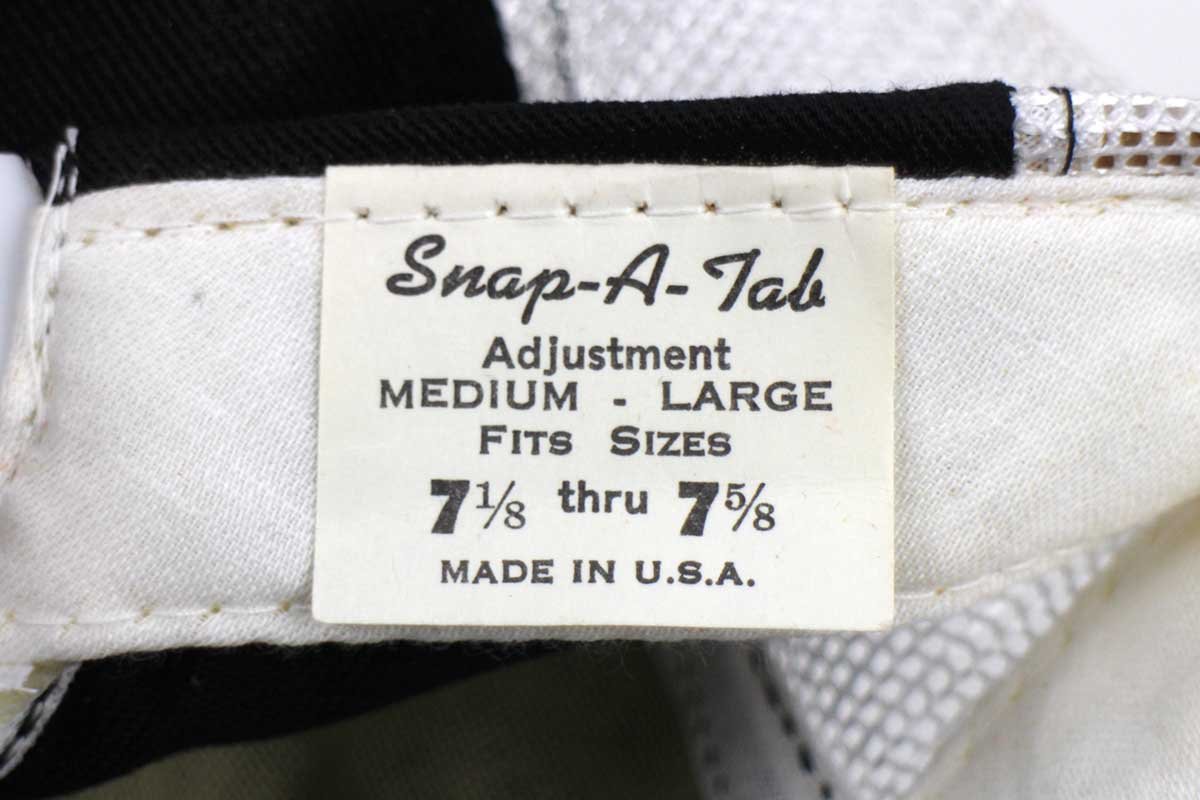 Snap-A-Tab
Adjustment
MEDIUM - LARGE
FITS SIZES
7⅛ thru 7⅝
MADE IN U.S.A.